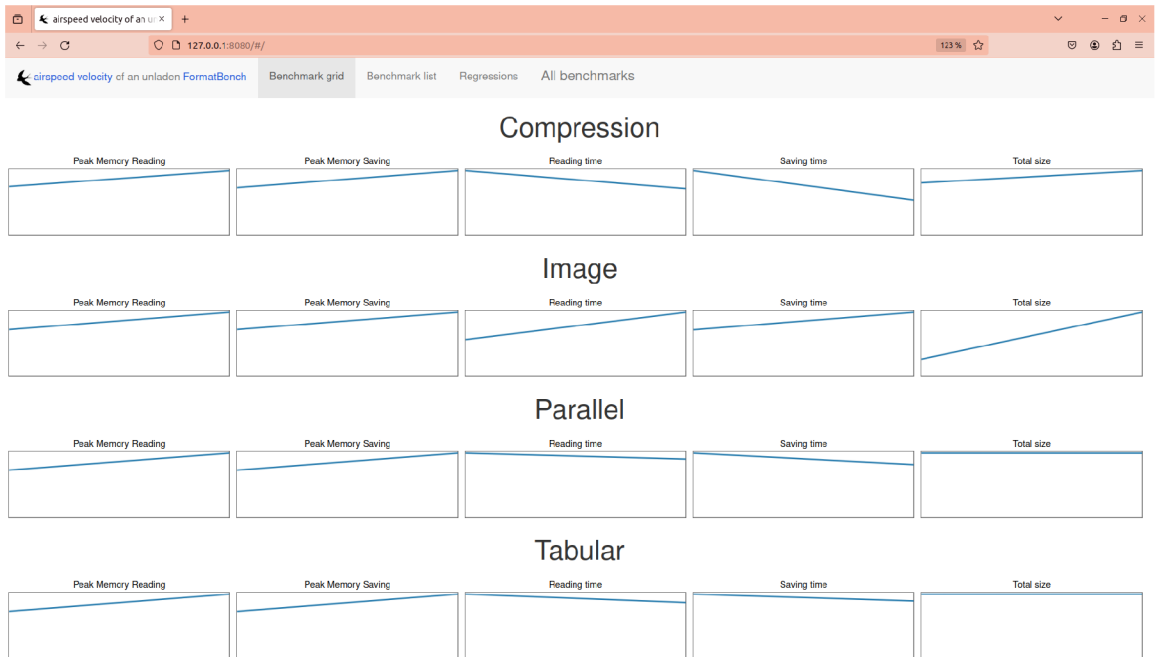 airspeed velocity of an un
127.0.0.1:8080/#/
123 %
airspeed velocity of an unladen FormatBench Benchmark grid Benchmark list Regressions All benchmarks
Compression
Peak Memory Reading Peak Memory Saving Reading time Saving time Total size
Image
Peak Memory Reading Peak Memory Saving Reading time Saving time Total size
Parallel
Peak Memory Reading Peak Memory Saving Reading time Saving time Total size
Tabular
Peak Memory Reading Peak Memory Saving Reading time Saving time Total size